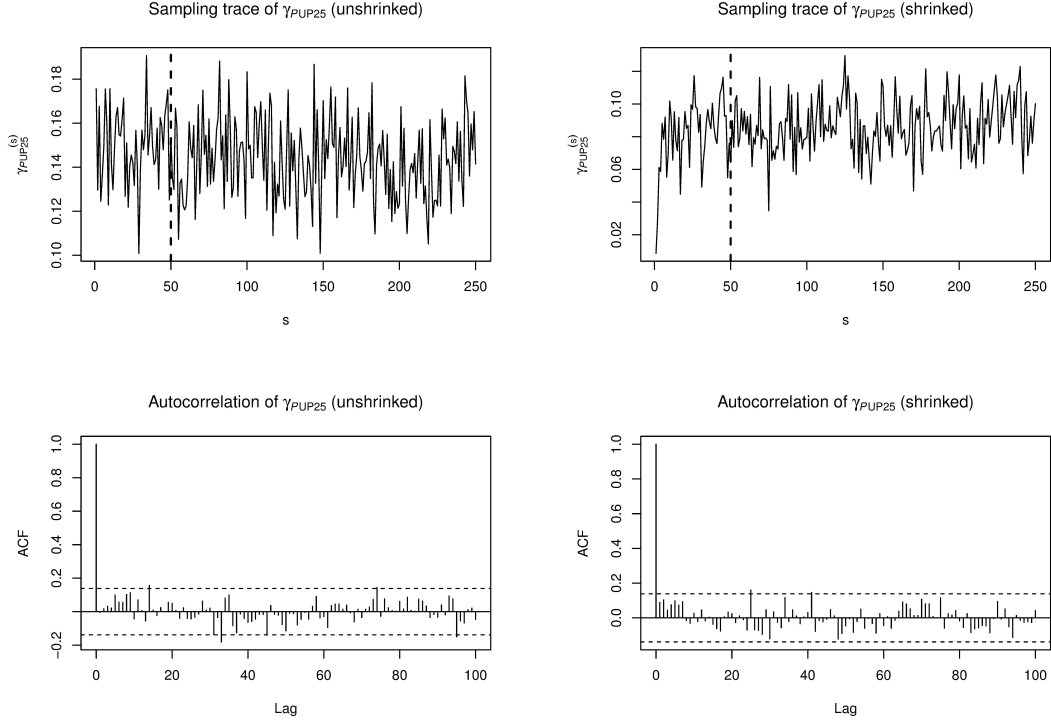 Sampling trace of γPUP25 (unshrinked)
γPUP25(s)
0.10 0.12 0.14 0.16 0.18
0 50 100 150 200 250
s
Sampling trace of γPUP25 (shrinked)
γPUP25(s)
0.02 0.06 0.10
0 50 100 150 200 250
s
Autocorrelation of γPUP25 (unshrinked)
ACF
−0.2 0.0 0.2 0.4 0.6 0.8 1.0
0 20 40 60 80 100
Lag
Autocorrelation of γPUP25 (shrinked)
ACF
0.0 0.2 0.4 0.6 0.8 1.0
0 20 40 60 80 100
Lag